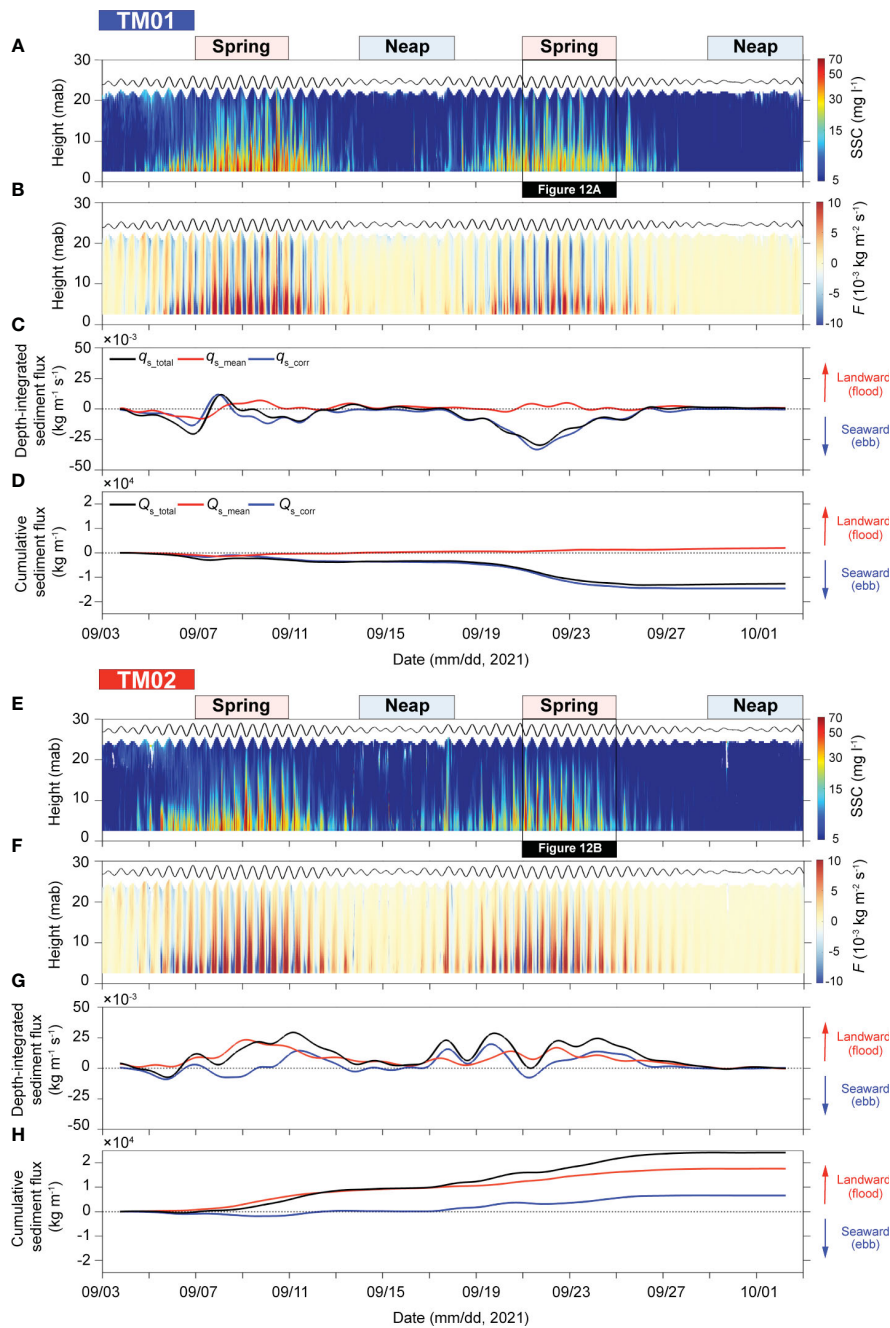 TM01
A
Spring
Neap
Spring
Neap
30
20
10
0
Height (mab)
70
50
30
15
5
SSC (mg l⁻¹)
Figure 12A
B
30
20
10
0
Height (mab)
10
5
0
-5
-10
F (10⁻³ kg m⁻² s⁻¹)
C
×10⁻³
50
25
0
-25
-50
Depth-integrated
sediment flux
(kg m⁻¹ s⁻¹)
qs_total qs_mean qs_corr
Landward
(flood)
Seaward
(ebb)
D
×10⁴
2
1
0
-1
-2
Cumulative
sediment flux
(kg m⁻¹)
Qs_total Qs_mean Qs_corr
Landward
(flood)
Seaward
(ebb)
09/03 09/07 09/11 09/15 09/19 09/23 09/27 10/01
Date (mm/dd, 2021)
TM02
E
Spring
Neap
Spring
Neap
30
20
10
0
Height (mab)
70
50
30
15
5
SSC (mg l⁻¹)
Figure 12B
F
30
20
10
0
Height (mab)
10
5
0
-5
-10
F (10⁻³ kg m⁻² s⁻¹)
G
×10⁻³
50
25
0
-25
-50
Depth-integrated
sediment flux
(kg m⁻¹ s⁻¹)
Landward
(flood)
Seaward
(ebb)
H
×10⁴
2
1
0
-1
-2
Cumulative
sediment flux
(kg m⁻¹)
Landward
(flood)
Seaward
(ebb)
09/03 09/07 09/11 09/15 09/19 09/23 09/27 10/01
Date (mm/dd, 2021)